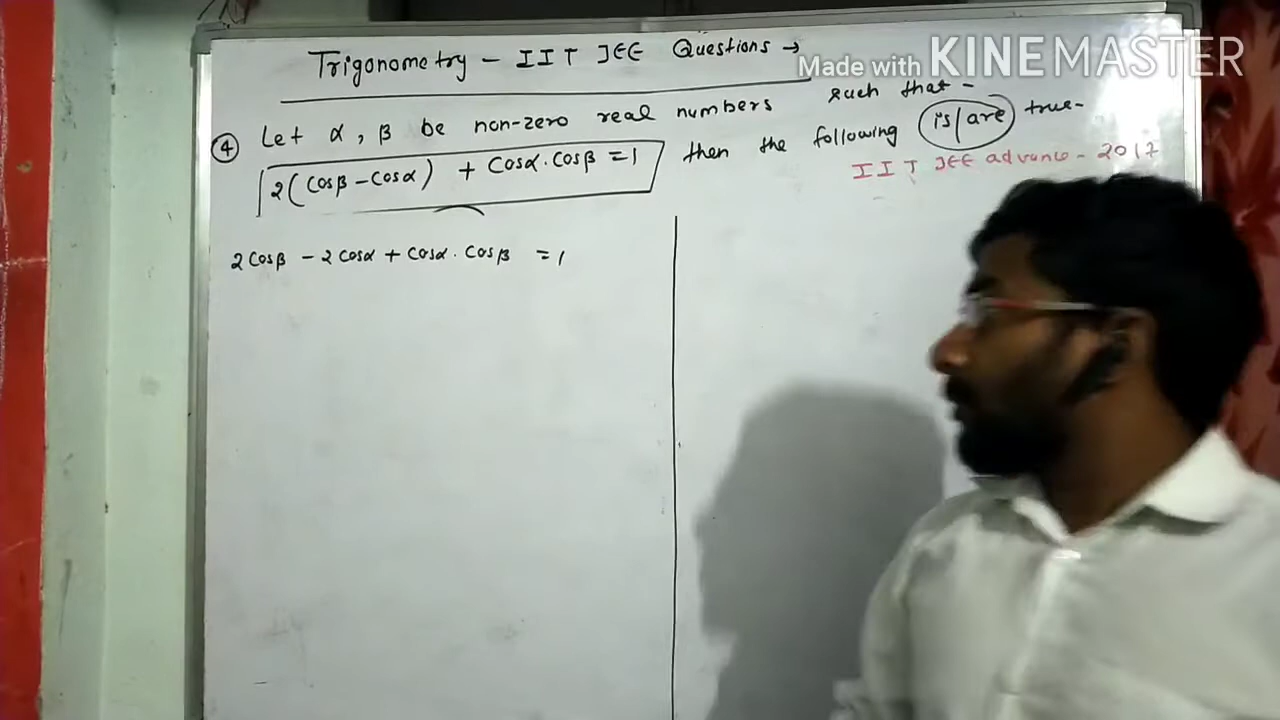 Trigonometry - IIT JEE Questions →
Made with KINEMASTER
④ Let α, β be non-zero real numbers such that -
2(cosβ - cosα) + cosα.cosβ = 1 then the following is/are true-
IIT JEE advance - 2017
2cosβ - 2cosα + cosα.cosβ = 1